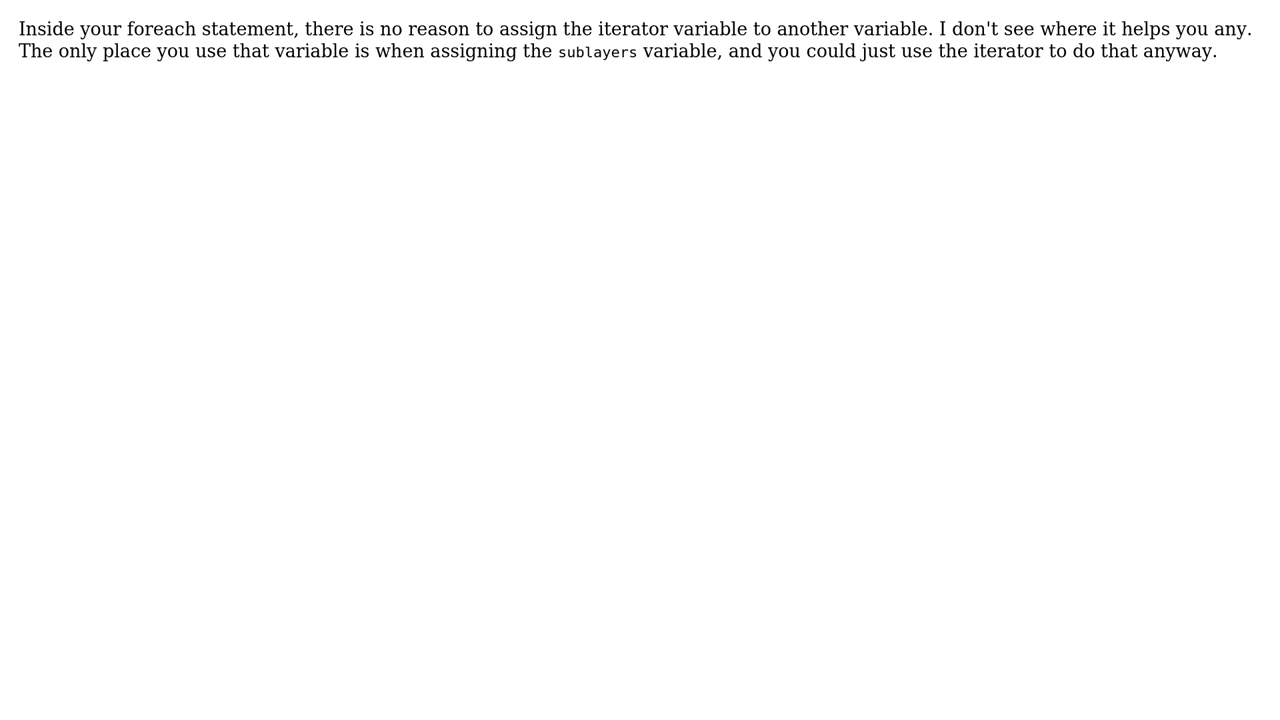 Inside your foreach statement, there is no reason to assign the iterator variable to another variable. I don't see where it helps you any.
The only place you use that variable is when assigning the sublayers variable, and you could just use the iterator to do that anyway.